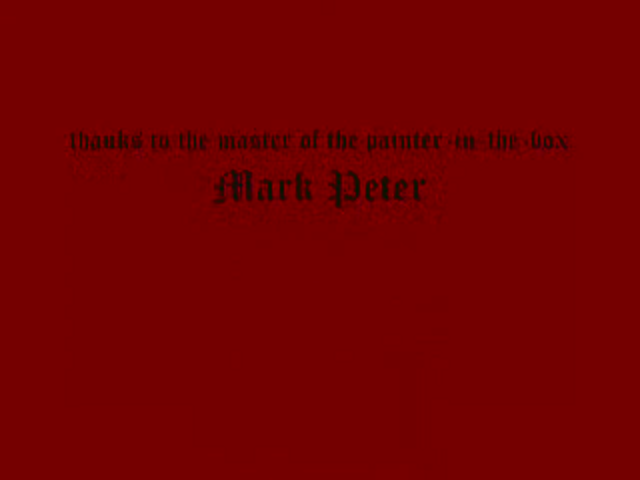 thanks to the master of the painter-in-the-box
Mark Peter